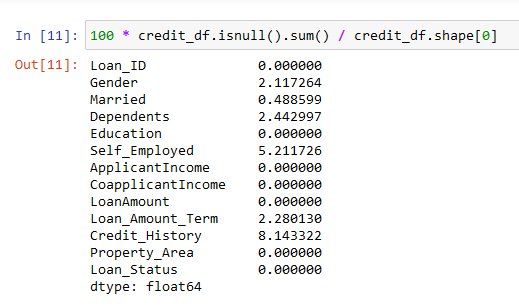 In [11]: 100 * credit_df.isnull().sum() / credit_df.shape[0]
Out[11]: Loan_ID 0.000000
Gender 2.117264
Married 0.488599
Dependents 2.442997
Education 0.000000
Self_Employed 5.211726
ApplicantIncome 0.000000
CoapplicantIncome 0.000000
LoanAmount 0.000000
Loan_Amount_Term 2.280130
Credit_History 8.143322
Property_Area 0.000000
Loan_Status 0.000000
dtype: float64